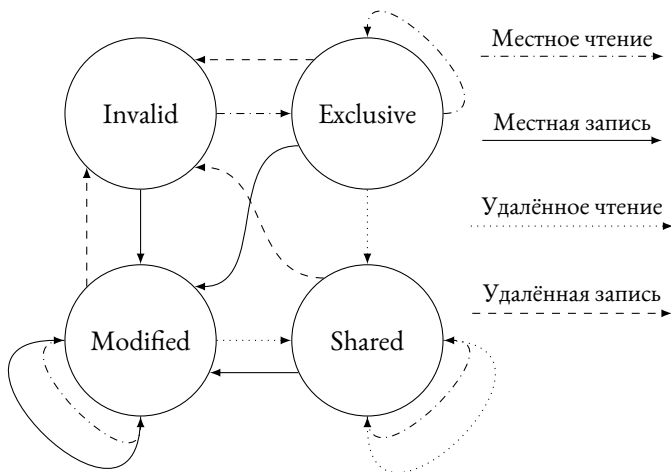 Invalid
Exclusive
Modified
Shared
Местное чтение
Местная запись
Удалённое чтение
Удалённая запись